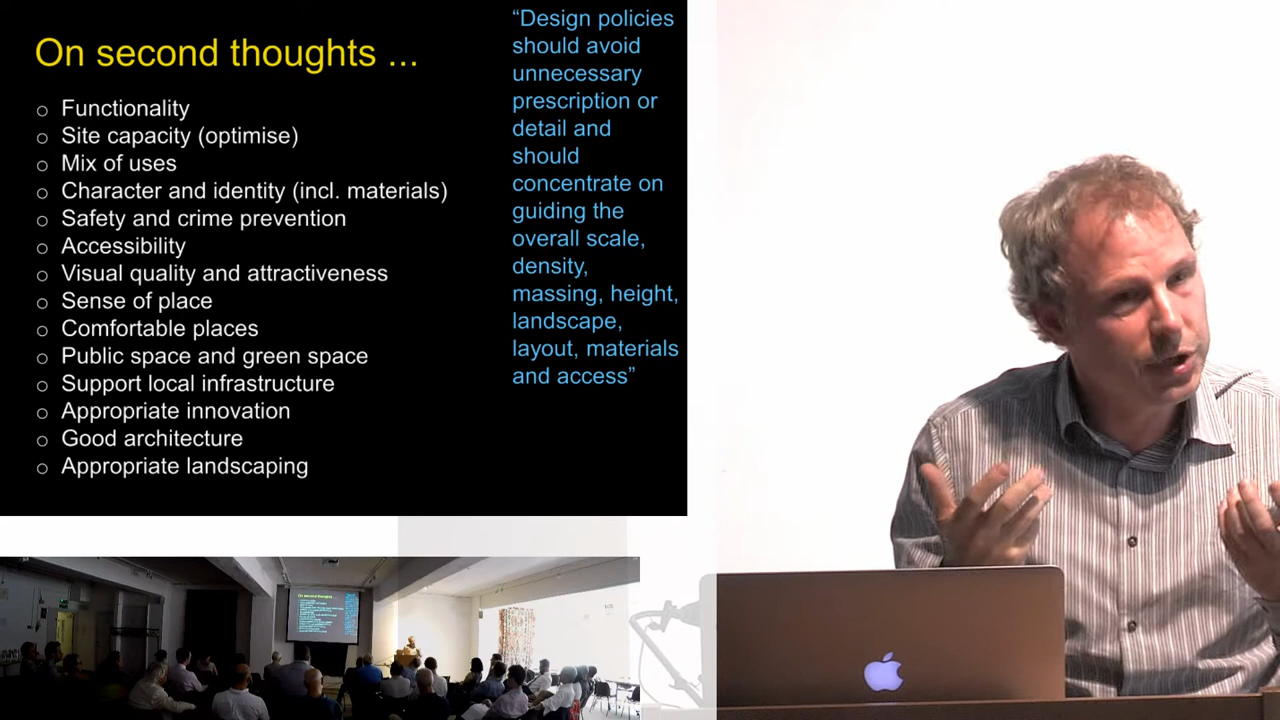 On second thoughts ...
o Functionality
o Site capacity (optimise)
o Mix of uses
o Character and identity (incl. materials)
o Safety and crime prevention
o Accessibility
o Visual quality and attractiveness
o Sense of place
o Comfortable places
o Public space and green space
o Support local infrastructure
o Appropriate innovation
o Good architecture
o Appropriate landscaping
“Design policies
should avoid
unnecessary
prescription or
detail and
should
concentrate on
guiding the
overall scale,
density,
massing, height,
landscape,
layout, materials
and access”
On second thoughts ...